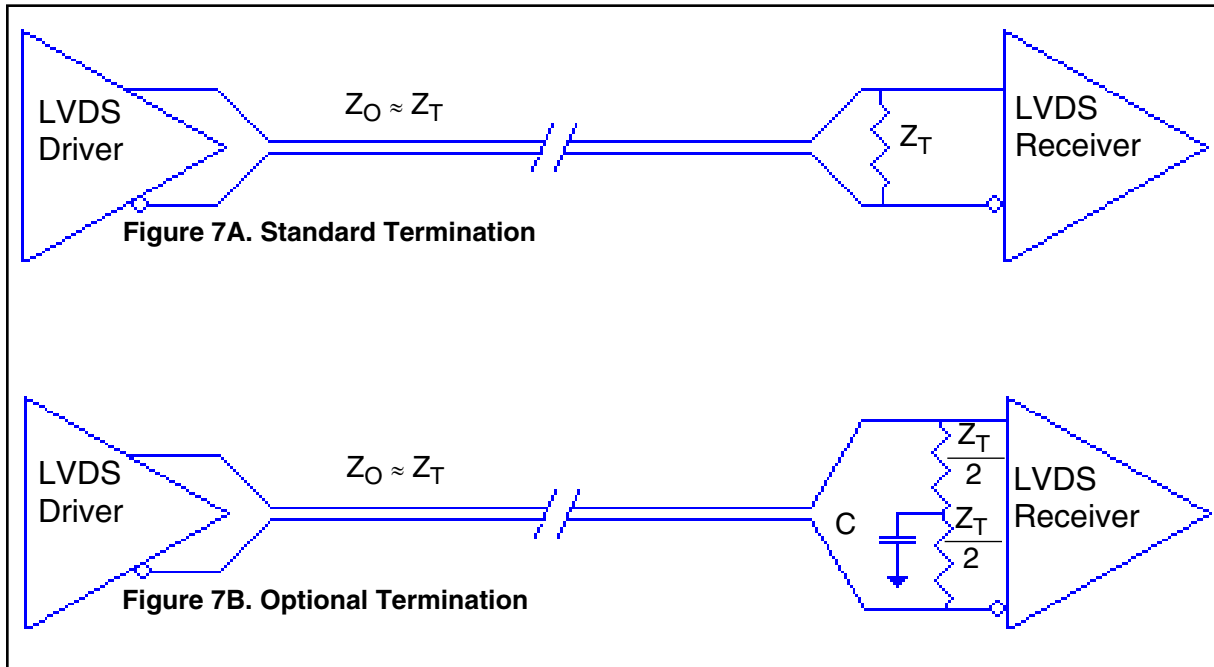 LVDS
Driver
Z_O ≈ Z_T
Z_T
LVDS
Receiver
Figure 7A. Standard Termination
LVDS
Driver
Z_O ≈ Z_T
C
Z_T
2
Z_T
2
LVDS
Receiver
Figure 7B. Optional Termination